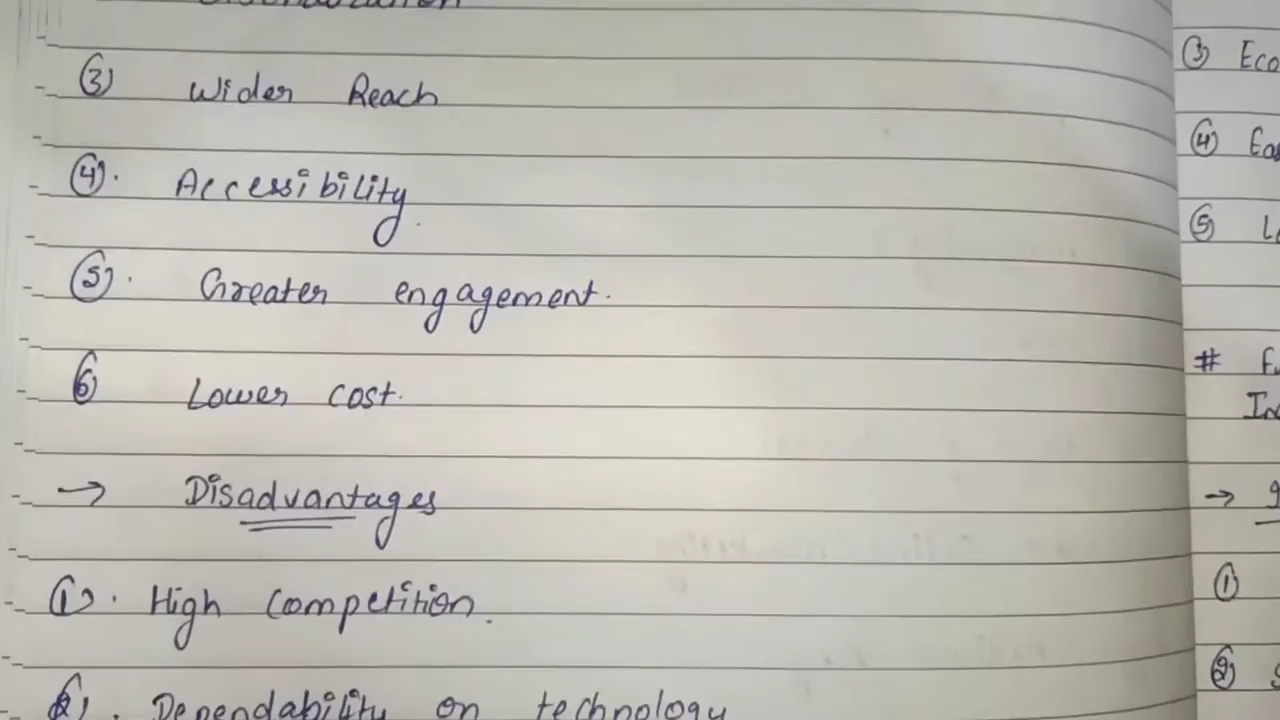 ③ Wider Reach
④. Accessibility.
⑤. Greater engagement.
⑥ Lower cost.
→ Disadvantages
①. High Competition.
②. Dependability on technology
③ Eco
④ Ea
⑤
#
In
→
①
②